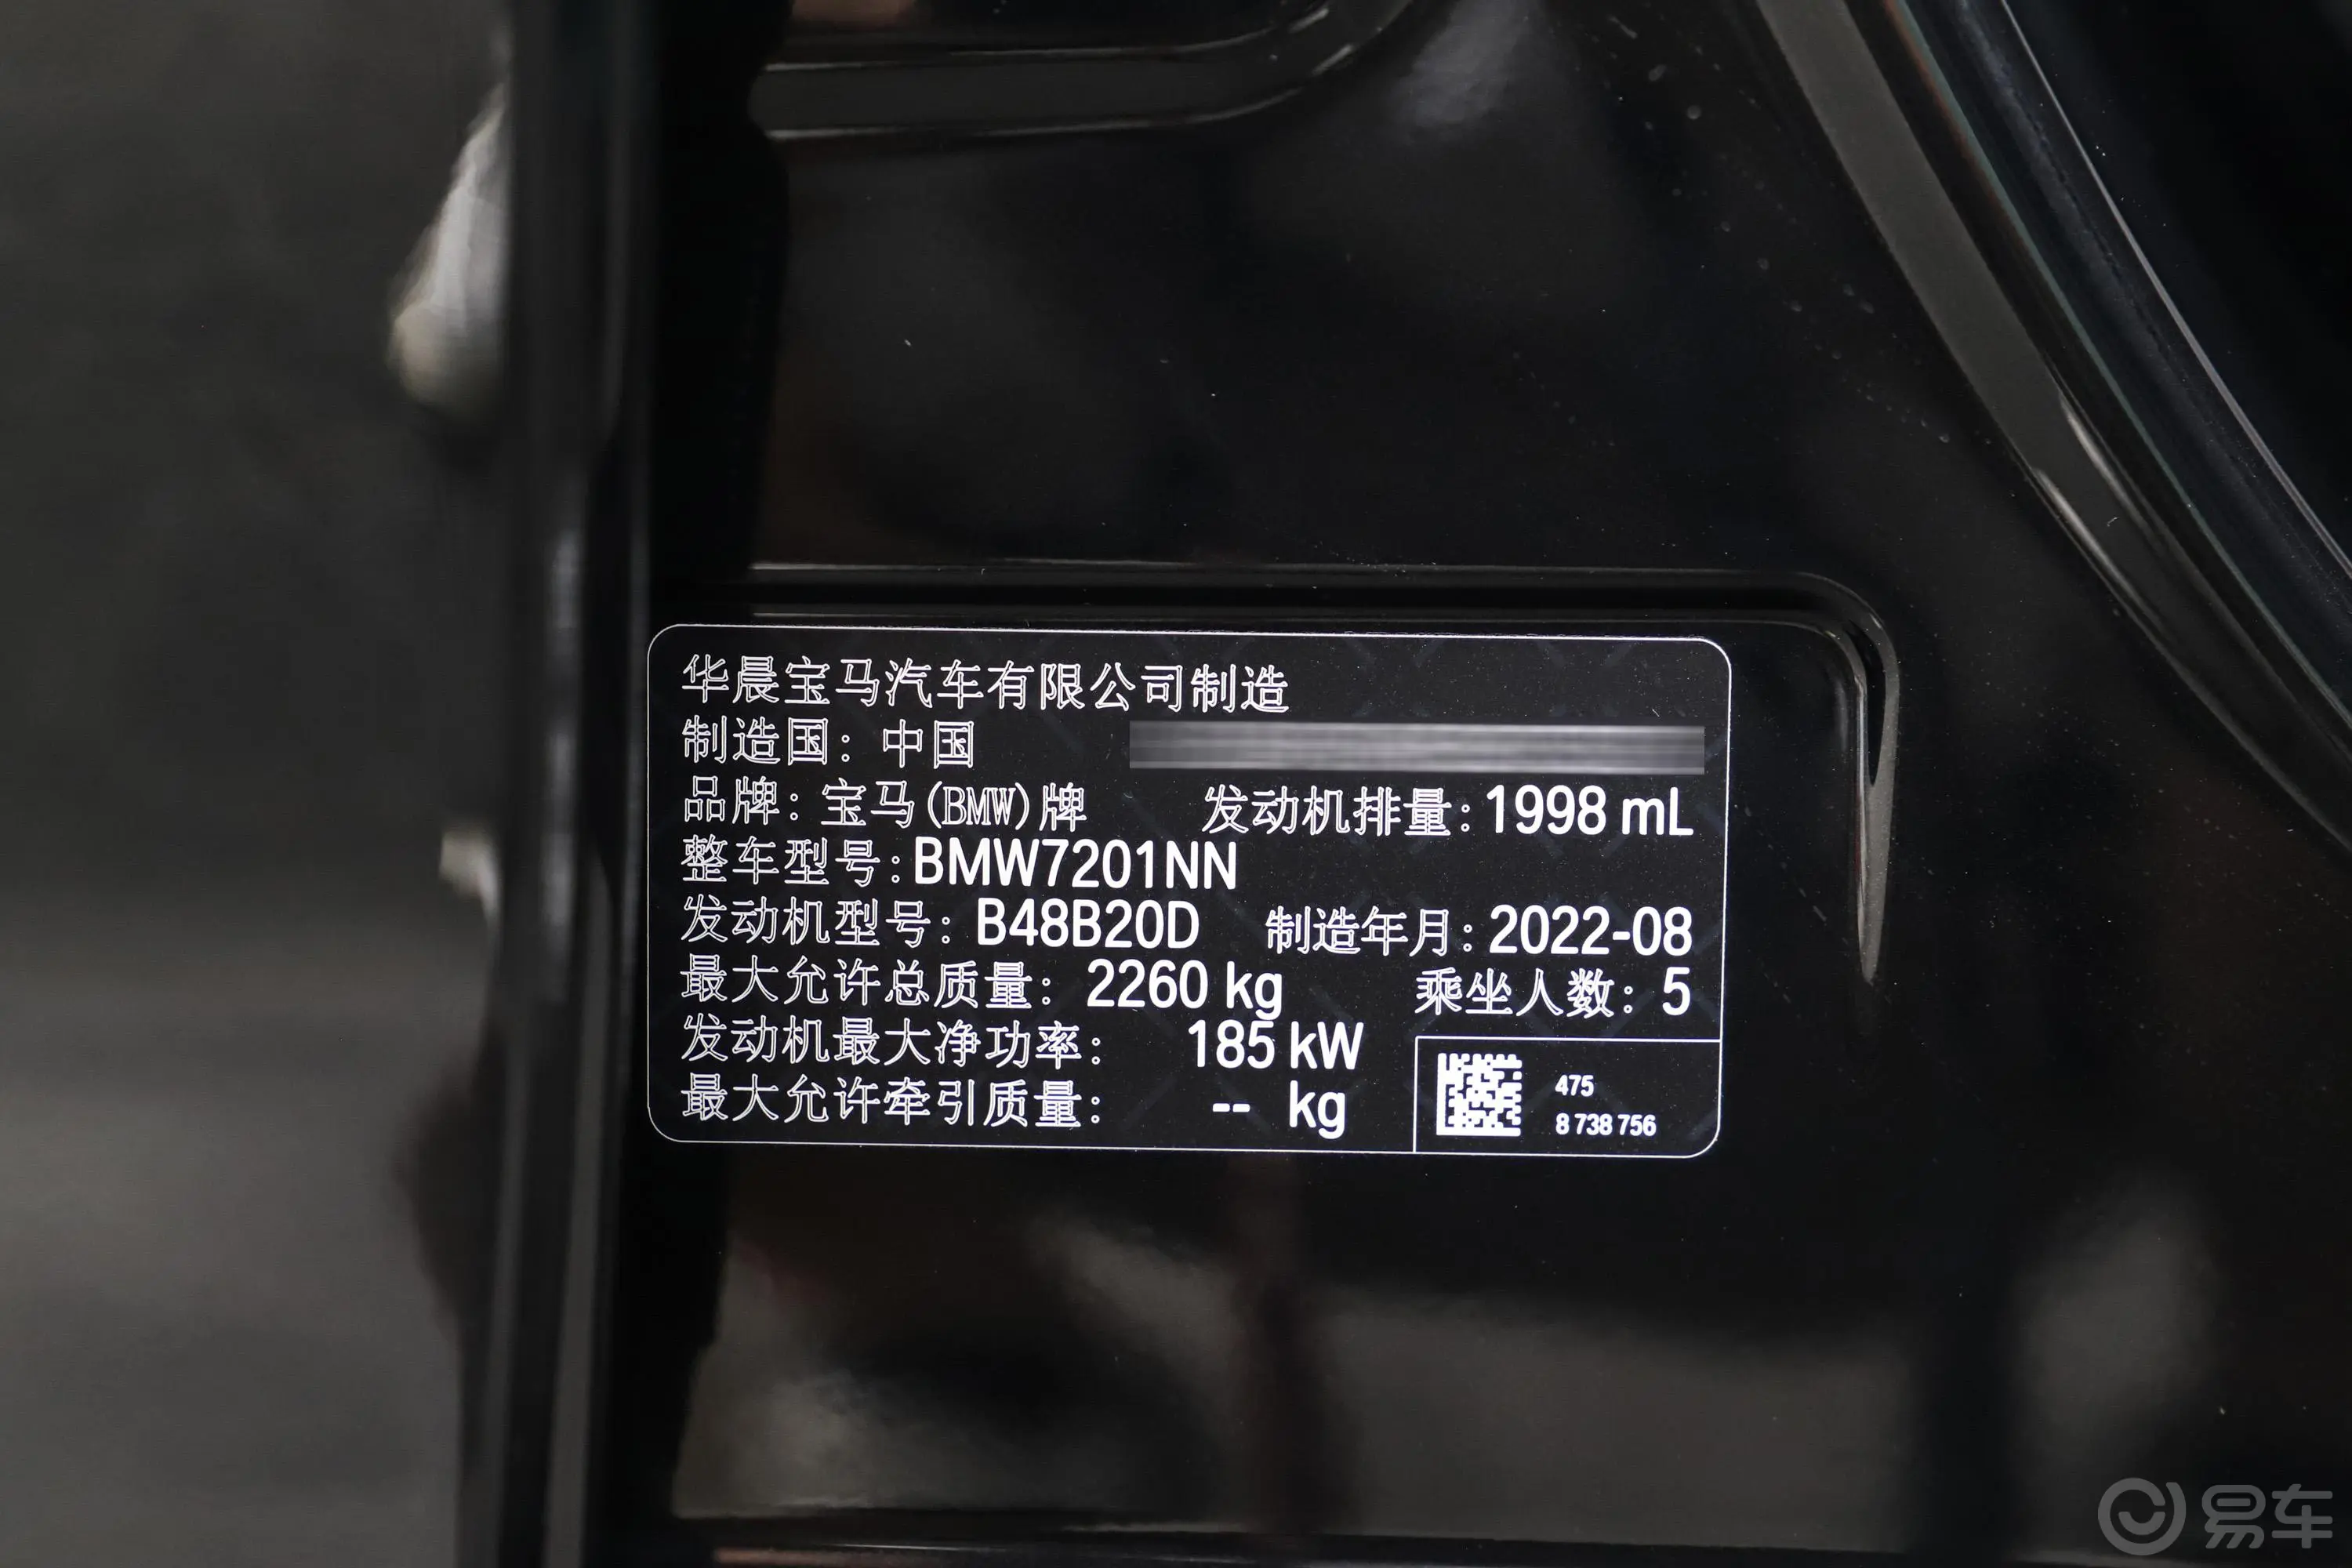 华晨宝马汽车有限公司制造
制造国：中国
品牌：宝马(BMW)牌 发动机排量：1998 mL
整车型号：BMW7201NN
发动机型号：B48B20D 制造年月：2022-08
最大允许总质量：2260 kg 乘坐人数：5
发动机最大净功率：185 kW
最大允许牵引质量：-- kg
475
8 738 756
易车